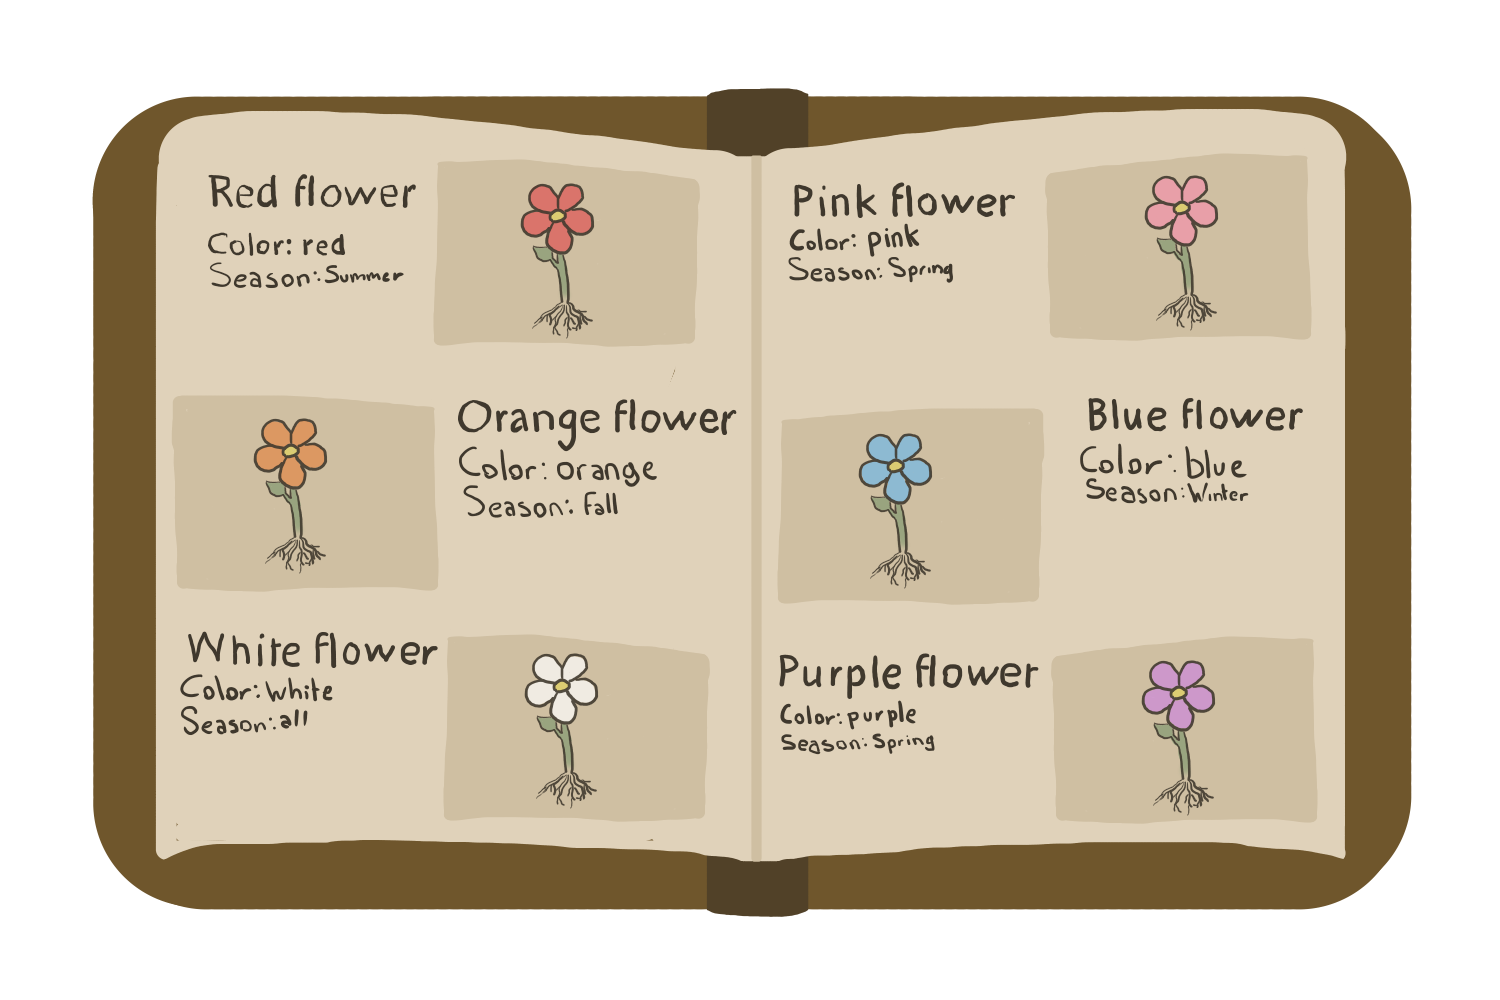 Red flower
Color: red
Season: Summer
Orange flower
Color: orange
Season: Fall
White flower
Color: white
Season: all
Pink flower
Color: pink
Season: Spring
Blue flower
Color: blue
Season: Winter
Purple flower
Color: purple
Season: Spring